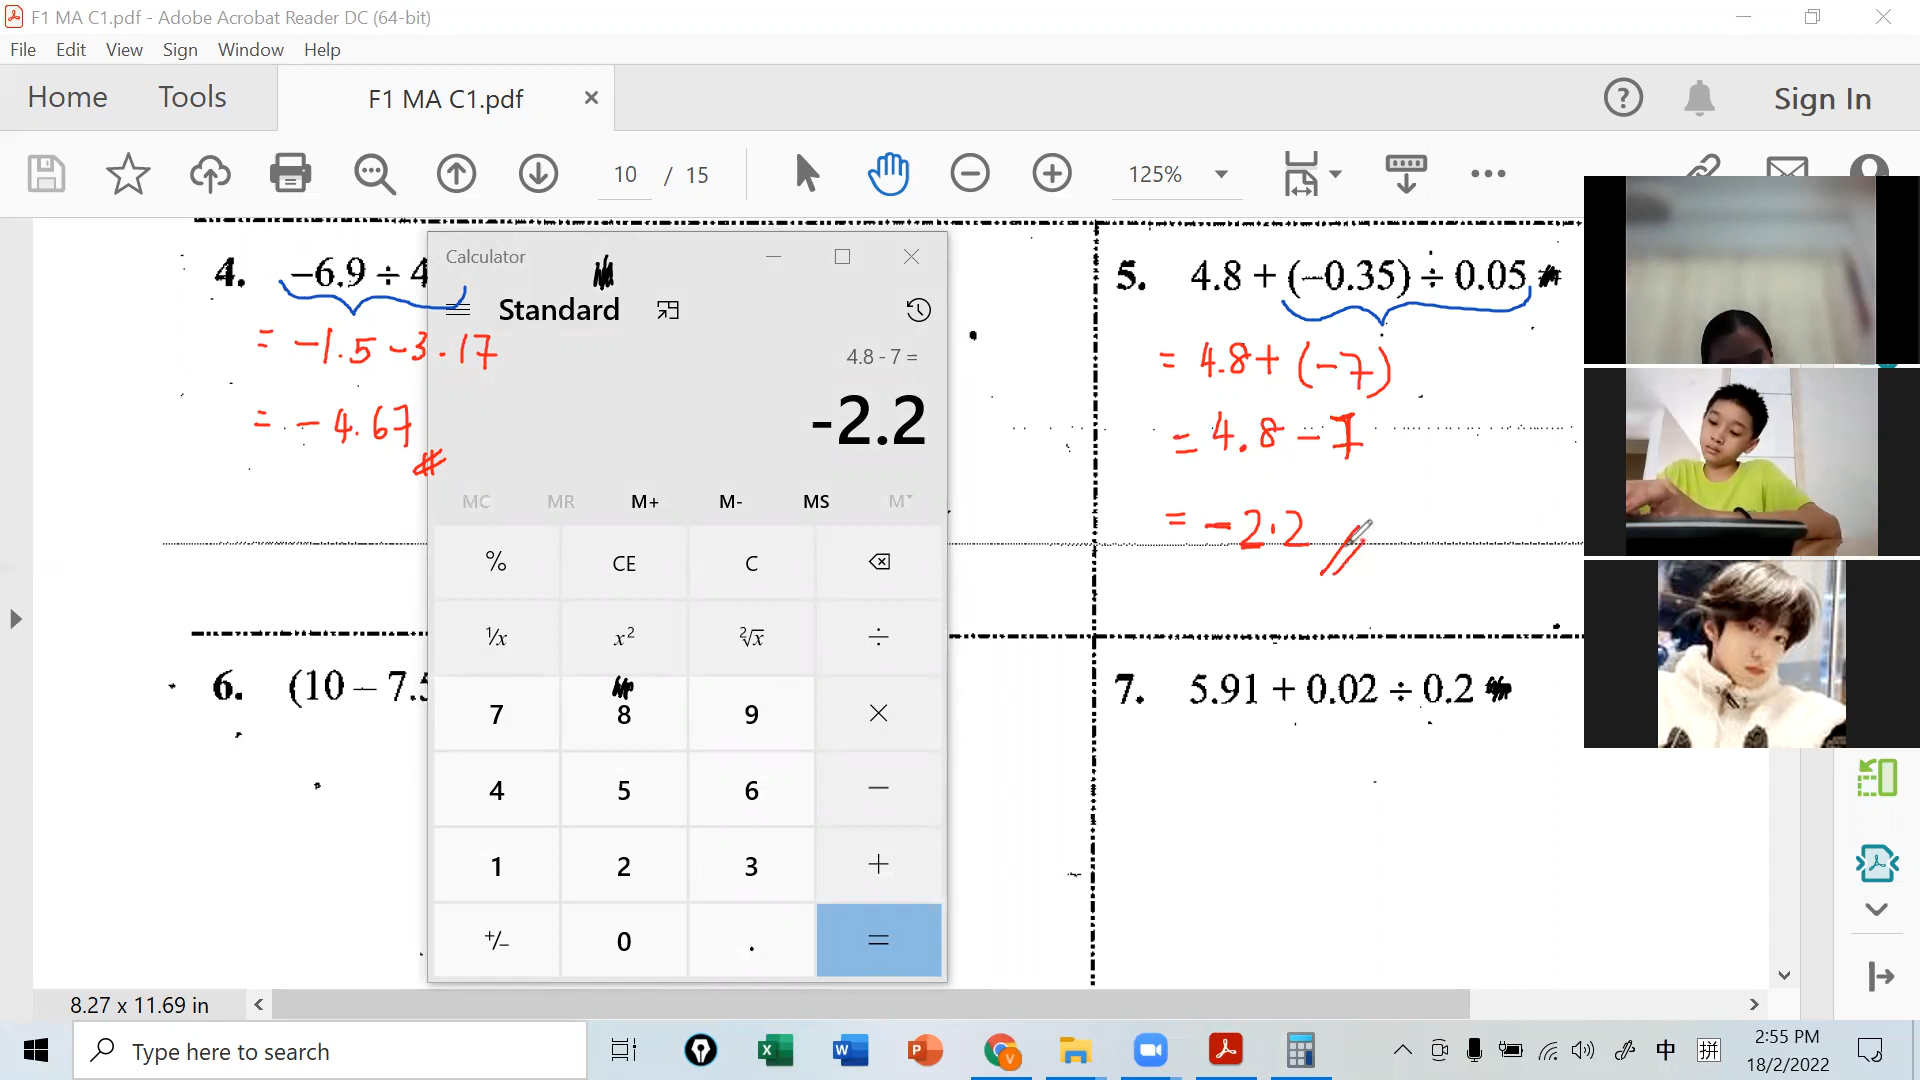 F1 MA C1.pdf - Adobe Acrobat Reader DC (64-bit)
File Edit View Sign Window Help
Home Tools F1 MA C1.pdf × Sign In
10 / 15 125%
4. −6.9 ÷ 4
= −1.5 −3.17
= −4.67
Calculator
Standard
4.8 - 7 =
-2.2
MC MR M+ M- MS M˅
% CE C
1/x x² ²√x ÷
7 8 9 ×
4 5 6 −
1 2 3 +
+/− 0 . =
5. 4.8 + (−0.35) ÷ 0.05
= 4.8 + (−7)
= 4.8 − 7
= −2.2
6. (10 − 7.5
7. 5.91 + 0.02 ÷ 0.2
8.27 x 11.69 in
Type here to search
中 拼
2:55 PM
18/2/2022